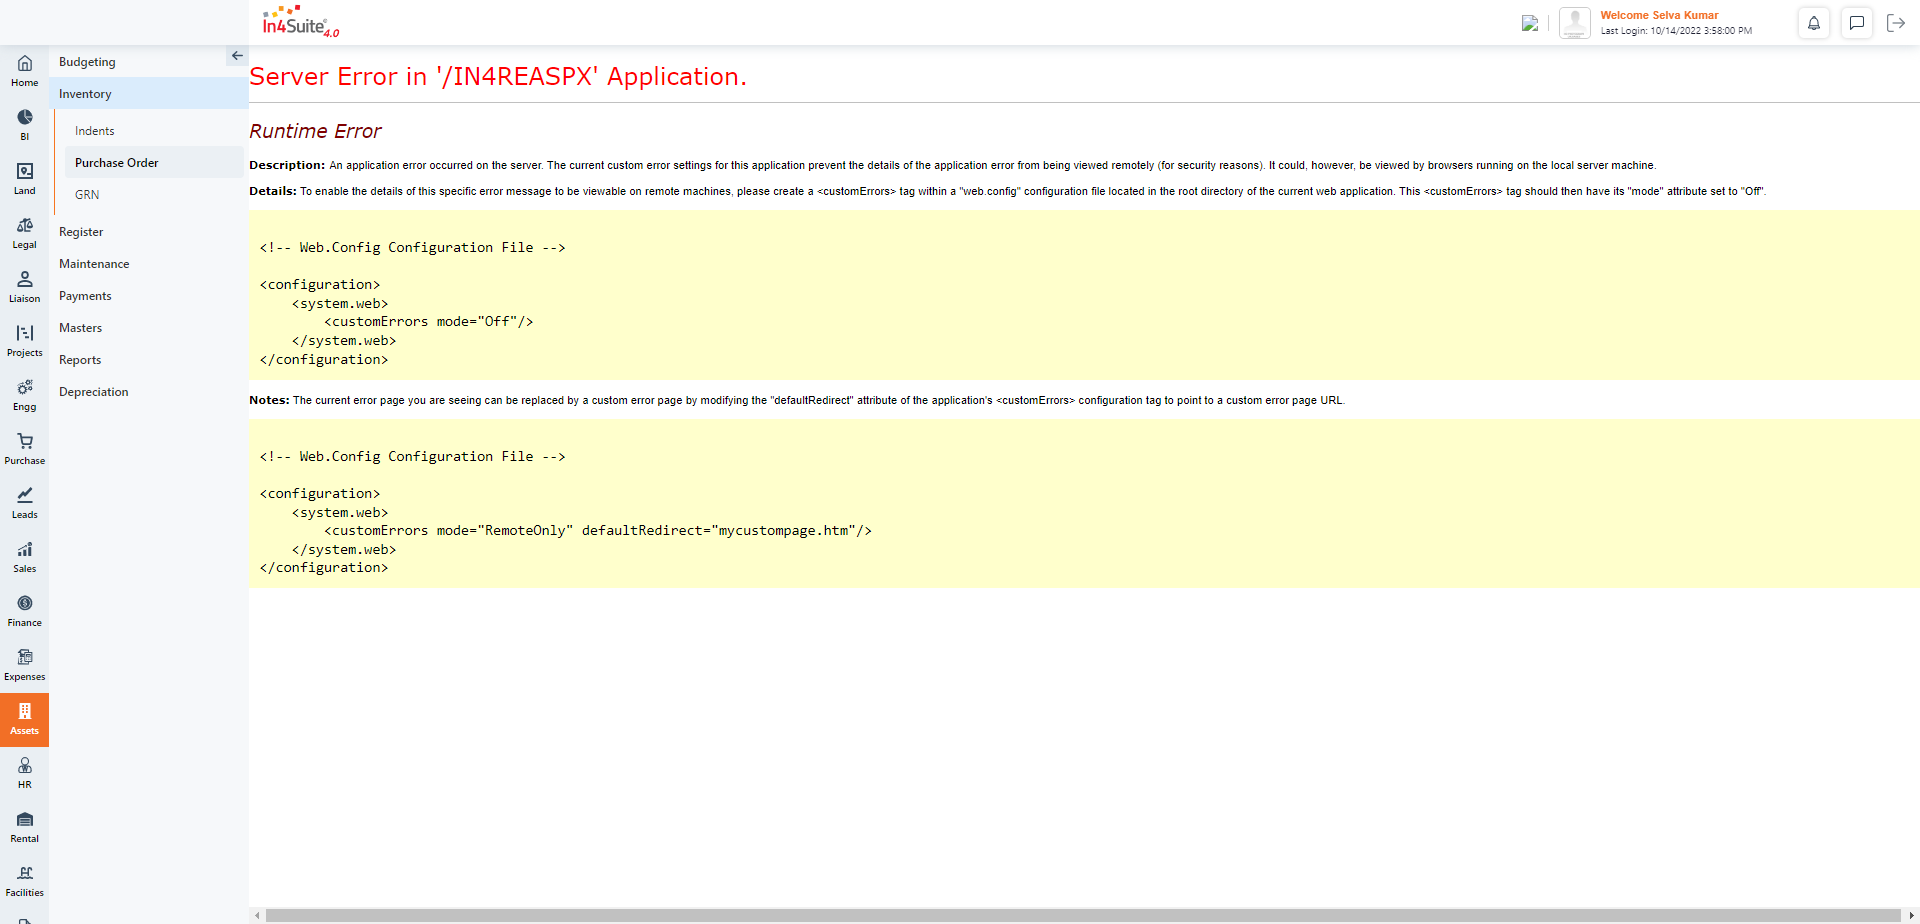 In4Suite® 4.0
Welcome Selva Kumar
Last Login: 10/14/2022 3:58:00 PM
Home
BI
Land
Legal
Liaison
Projects
Engg
Purchase
Leads
Sales
Finance
Expenses
Assets
HR
Rental
Facilities
Budgeting
Inventory
Indents
Purchase Order
GRN
Register
Maintenance
Payments
Masters
Reports
Depreciation
Server Error in '/IN4REASPX' Application.
Runtime Error
Description: An application error occurred on the server. The current custom error settings for this application prevent the details of the application error from being viewed remotely (for security reasons). It could, however, be viewed by browsers running on the local server machine.
Details: To enable the details of this specific error message to be viewable on remote machines, please create a <customErrors> tag within a "web.config" configuration file located in the root directory of the current web application. This <customErrors> tag should then have its "mode" attribute set to "Off".
<!-- Web.Config Configuration File -->
<configuration>
    <system.web>
        <customErrors mode="Off"/>
    </system.web>
</configuration>
Notes: The current error page you are seeing can be replaced by a custom error page by modifying the "defaultRedirect" attribute of the application's <customErrors> configuration tag to point to a custom error page URL.
<!-- Web.Config Configuration File -->
<configuration>
    <system.web>
        <customErrors mode="RemoteOnly" defaultRedirect="mycustompage.htm"/>
    </system.web>
</configuration>